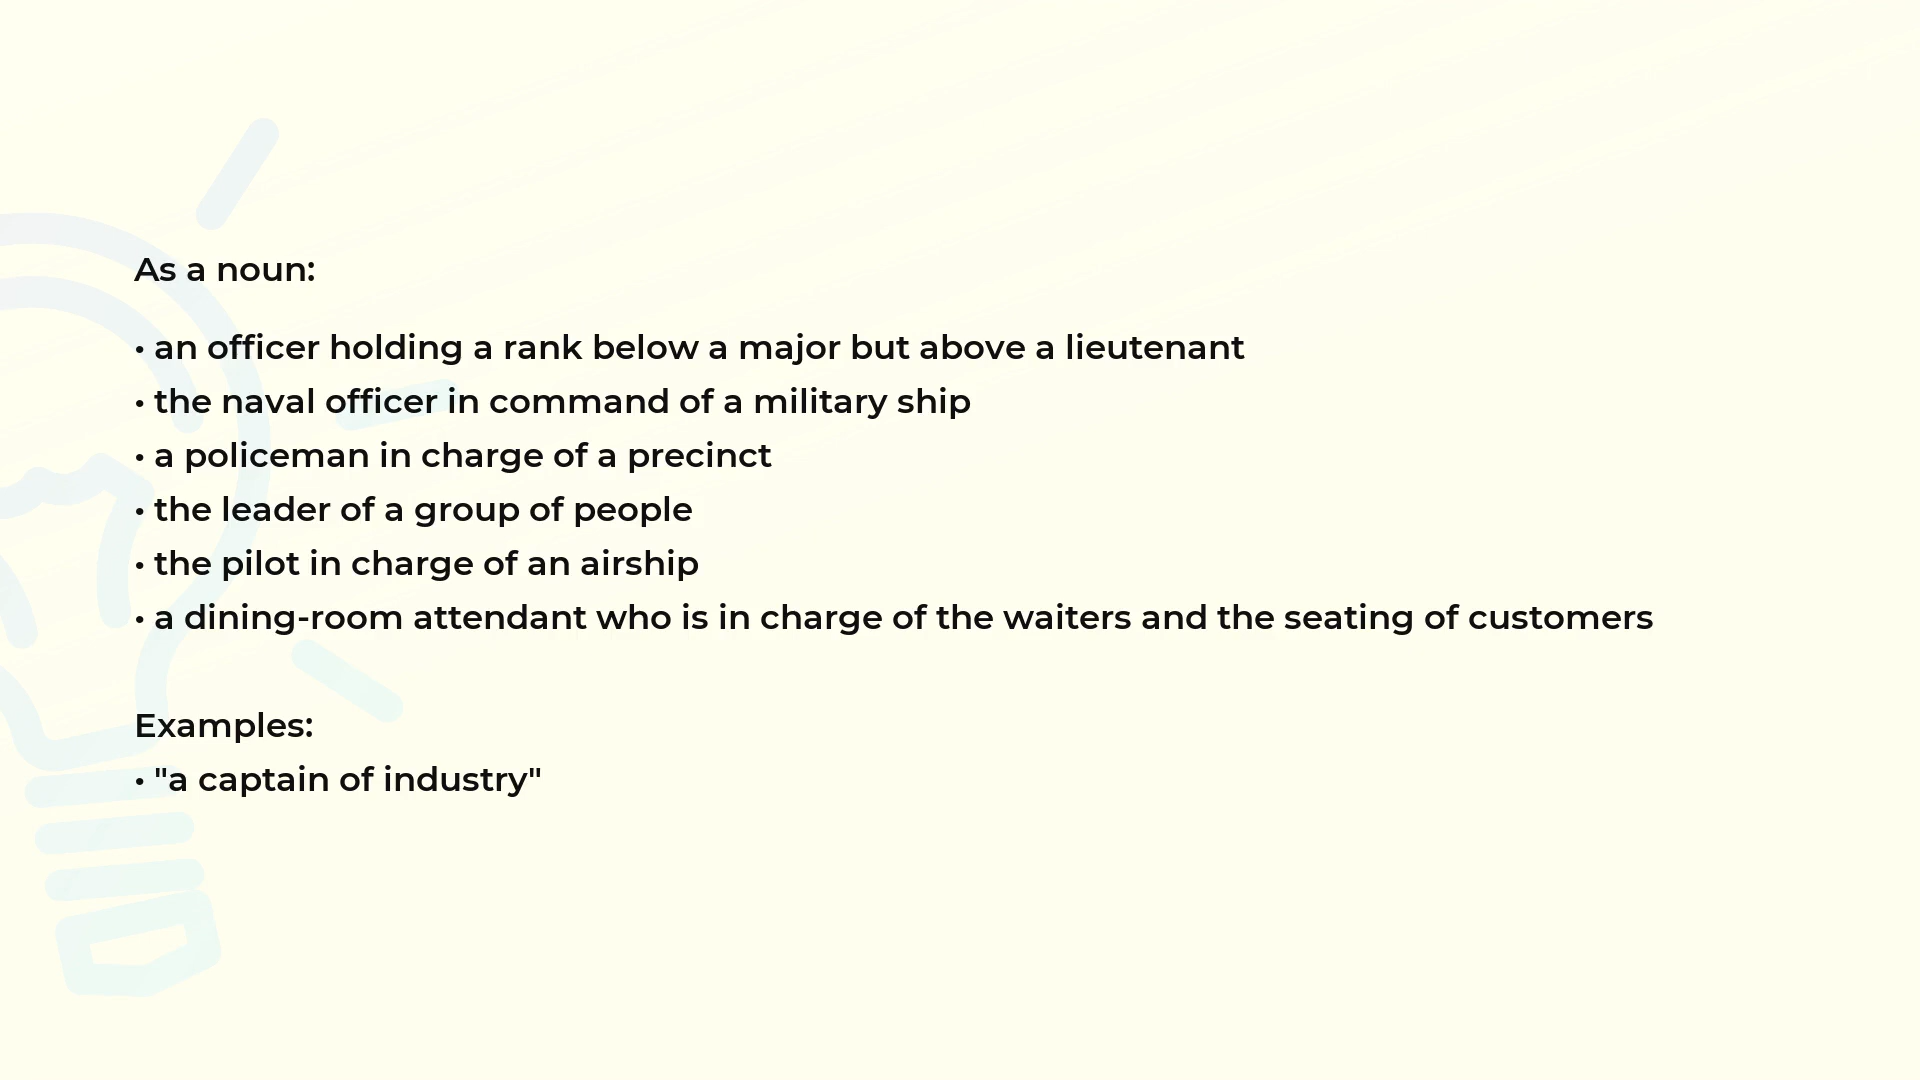 As a noun:
• an officer holding a rank below a major but above a lieutenant
• the naval officer in command of a military ship
• a policeman in charge of a precinct
• the leader of a group of people
• the pilot in charge of an airship
• a dining-room attendant who is in charge of the waiters and the seating of customers
Examples:
• "a captain of industry"